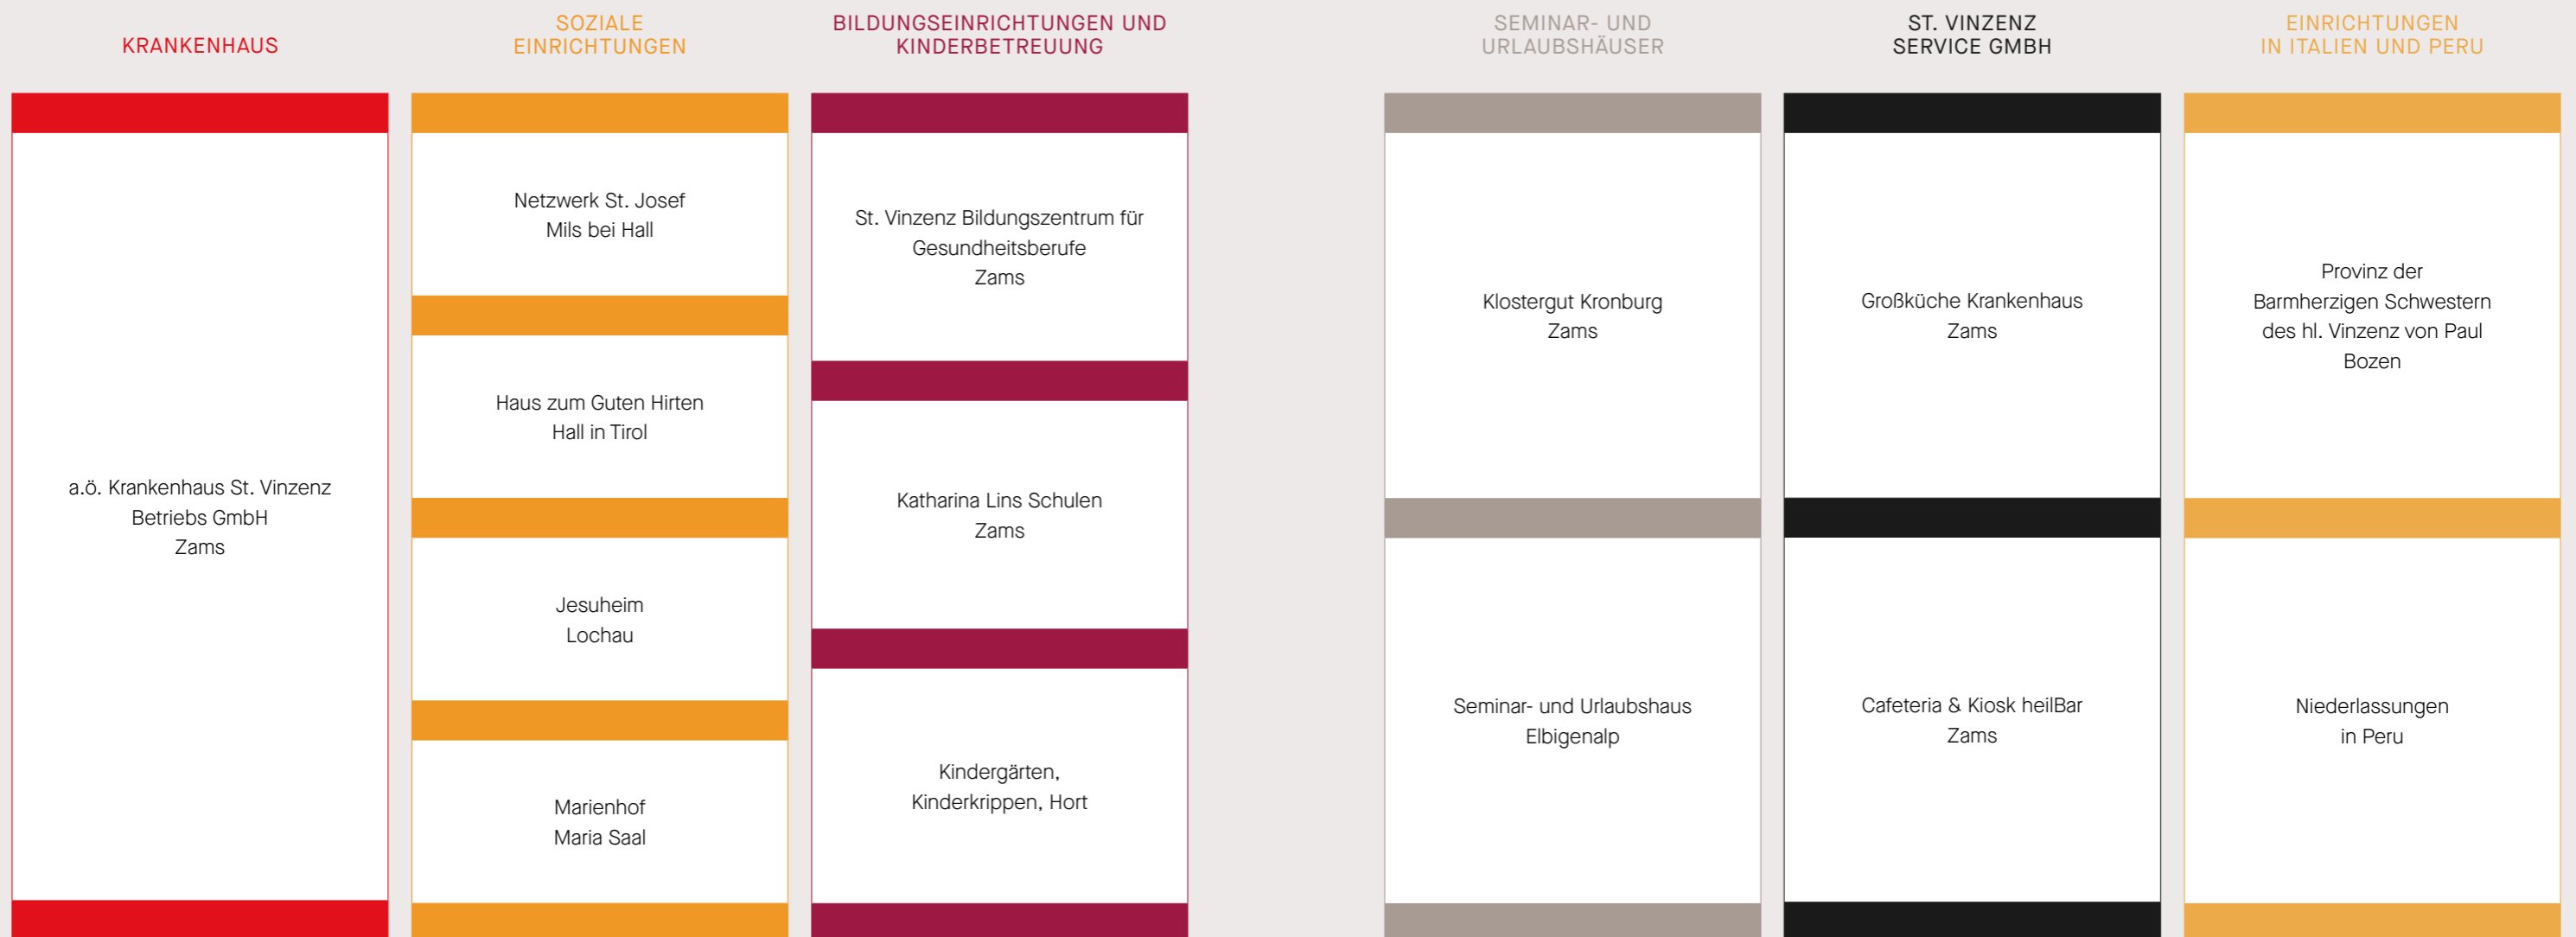 KRANKENHAUS
a.ö. Krankenhaus St. Vinzenz
Betriebs GmbH
Zams
SOZIALE
EINRICHTUNGEN
Netzwerk St. Josef
Mils bei Hall
Haus zum Guten Hirten
Hall in Tirol
Jesuheim
Lochau
Marienhof
Maria Saal
BILDUNGSEINRICHTUNGEN UND
KINDERBETREUUNG
St. Vinzenz Bildungszentrum für
Gesundheitsberufe
Zams
Katharina Lins Schulen
Zams
Kindergärten,
Kinderkrippen, Hort
SEMINAR- UND
URLAUBSHÄUSER
Klostergut Kronburg
Zams
Seminar- und Urlaubshaus
Elbigenalp
ST. VINZENZ
SERVICE GMBH
Großküche Krankenhaus
Zams
Cafeteria & Kiosk heilBar
Zams
EINRICHTUNGEN
IN ITALIEN UND PERU
Provinz der
Barmherzigen Schwestern
des hl. Vinzenz von Paul
Bozen
Niederlassungen
in Peru